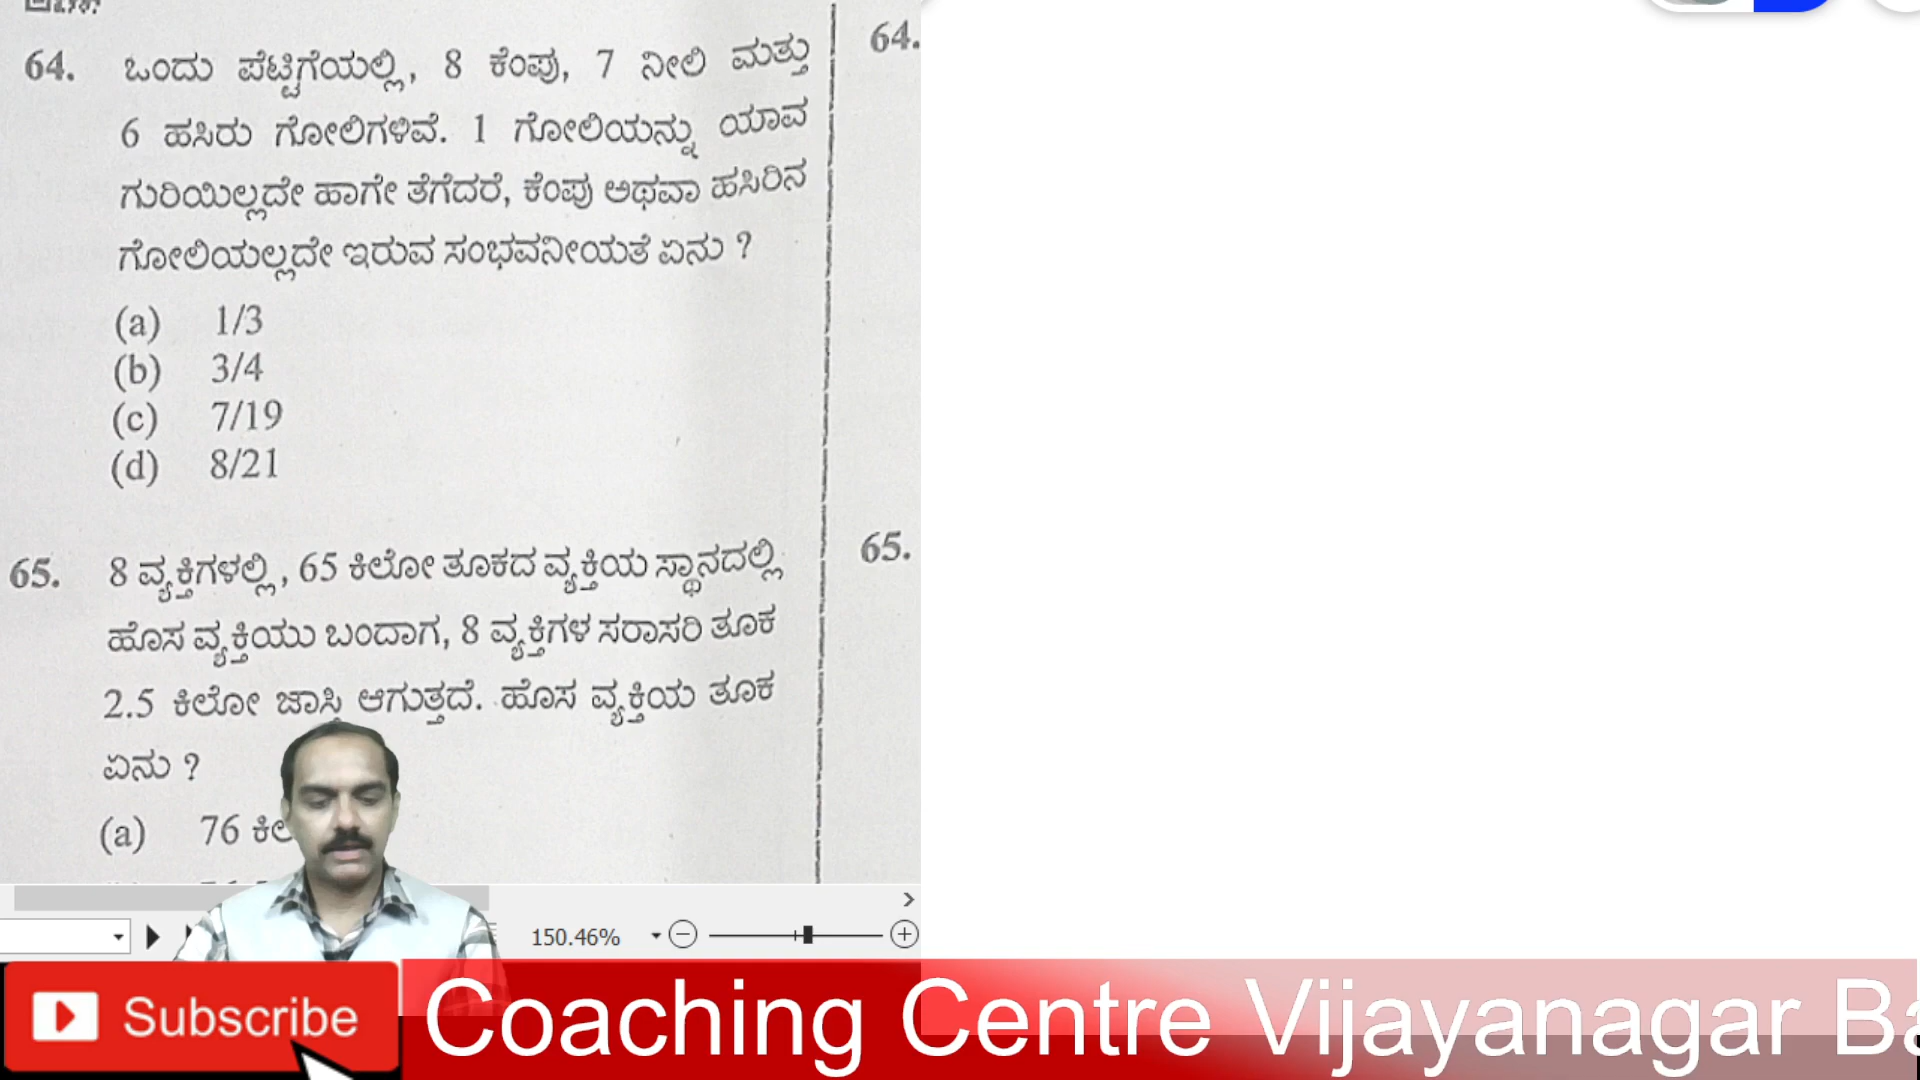 64. ಒಂದು ಪೆಟ್ಟಿಗೆಯಲ್ಲಿ, 8 ಕೆಂಪು, 7 ನೀಲಿ ಮತ್ತು
6 ಹಸಿರು ಗೋಲಿಗಳಿವೆ. 1 ಗೋಲಿಯನ್ನು ಯಾವ
ಗುರಿಯಿಲ್ಲದೇ ಹಾಗೇ ತೆಗೆದರೆ, ಕೆಂಪು ಅಥವಾ ಹಸಿರಿನ
ಗೋಲಿಯಲ್ಲದೇ ಇರುವ ಸಂಭವನೀಯತೆ ಏನು ?
(a) 1/3
(b) 3/4
(c) 7/19
(d) 8/21
65. 8 ವ್ಯಕ್ತಿಗಳಲ್ಲಿ, 65 ಕಿಲೋ ತೂಕದ ವ್ಯಕ್ತಿಯ ಸ್ಥಾನದಲ್ಲಿ
ಹೊಸ ವ್ಯಕ್ತಿಯು ಬಂದಾಗ, 8 ವ್ಯಕ್ತಿಗಳ ಸರಾಸರಿ ತೂಕ
2.5 ಕಿಲೋ ಜಾಸ್ತಿ ಆಗುತ್ತದೆ. ಹೊಸ ವ್ಯಕ್ತಿಯ ತೂಕ
ಏನು ?
(a) 76
64.
65.
150.46%
Subscribe
Coaching Centre Vijayanagar Ba